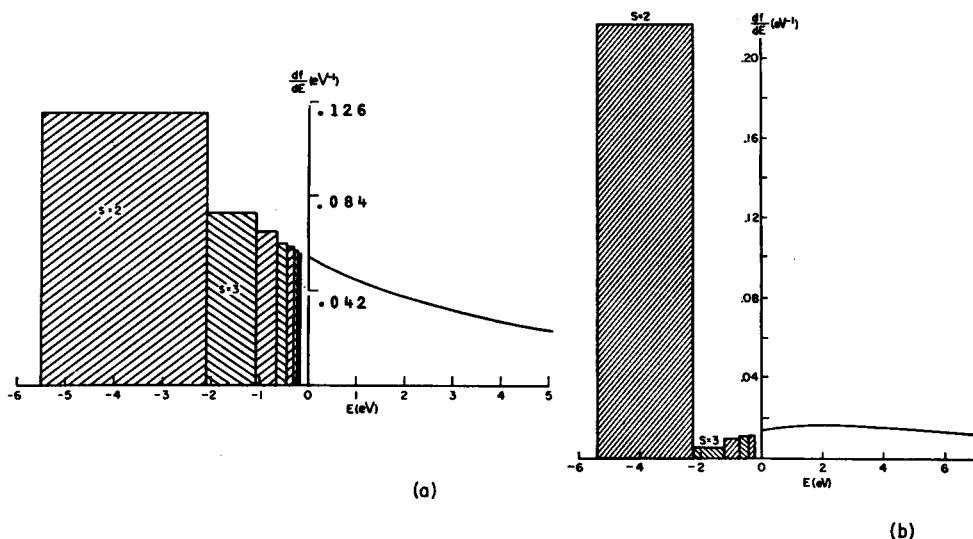 df/dE (eV⁻¹)
.126
.084
.042
S=2
S=3
-6 -5 -4 -3 -2 -1 0 1 2 3 4 5
E(eV)
(a)
S=2
df/dE (eV⁻¹)
.20
.16
.12
.08
.04
S=3
-6 -4 -2 0 2 4 6
E(eV)
(b)